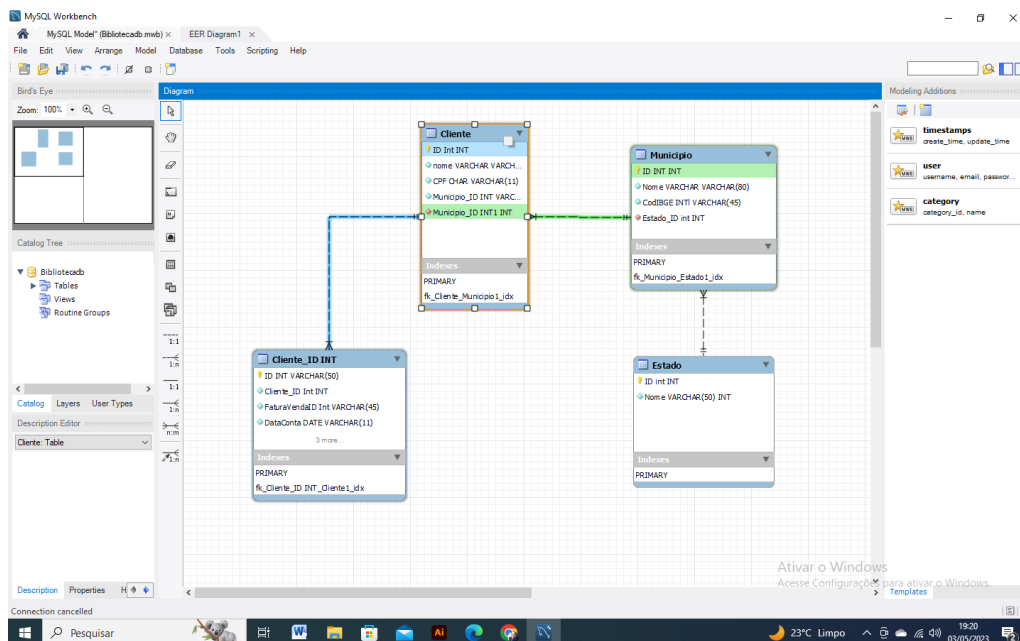 MySQL Workbench
MySQL Model* (Bibliotecadb.mwb) ×
EER Diagram1 ×
File Edit View Arrange Model Database Tools Scripting Help
Bird's Eye
Zoom: 100%
Catalog Tree
Bibliotecadb
Tables
Views
Routine Groups
Catalog Layers User Types
Description Editor
Cliente: Table
Description Properties H
Connection cancelled
Diagram
1:1
1:n
1:1
1:n
n:m
1:n
Cliente
ID Int INT
nome VARCHAR VARCH...
CPF CHAR VARCHAR(11)
Municipio_ID INT VARC...
Municipio_ID INT1 INT
Indexes
PRIMARY
fk_Cliente_Municipio1_idx
Municipio
ID INT INT
Nome VARCHAR VARCHAR(80)
CodIBGE INTI VARCHAR(45)
Estado_ID int INT
Indexes
PRIMARY
fk_Municipio_Estado1_idx
Cliente_ID INT
ID INT VARCHAR(50)
Cliente_ID Int INT
FaturaVendaID Int VARCHAR(45)
DataConta DATE VARCHAR(11)
3 more...
Indexes
PRIMARY
fk_Cliente_ID INT_Cliente1_idx
Estado
ID int INT
Nome VARCHAR(50) INT
Indexes
PRIMARY
Modeling Additions
timestamps
create_time, update_time
user
username, email, passwor...
category
category_id, name
Templates
Ativar o Windows
Acesse Configurações para ativar o Windows.
Pesquisar
W
Ai
23°C Limpo
19:20
03/05/2023